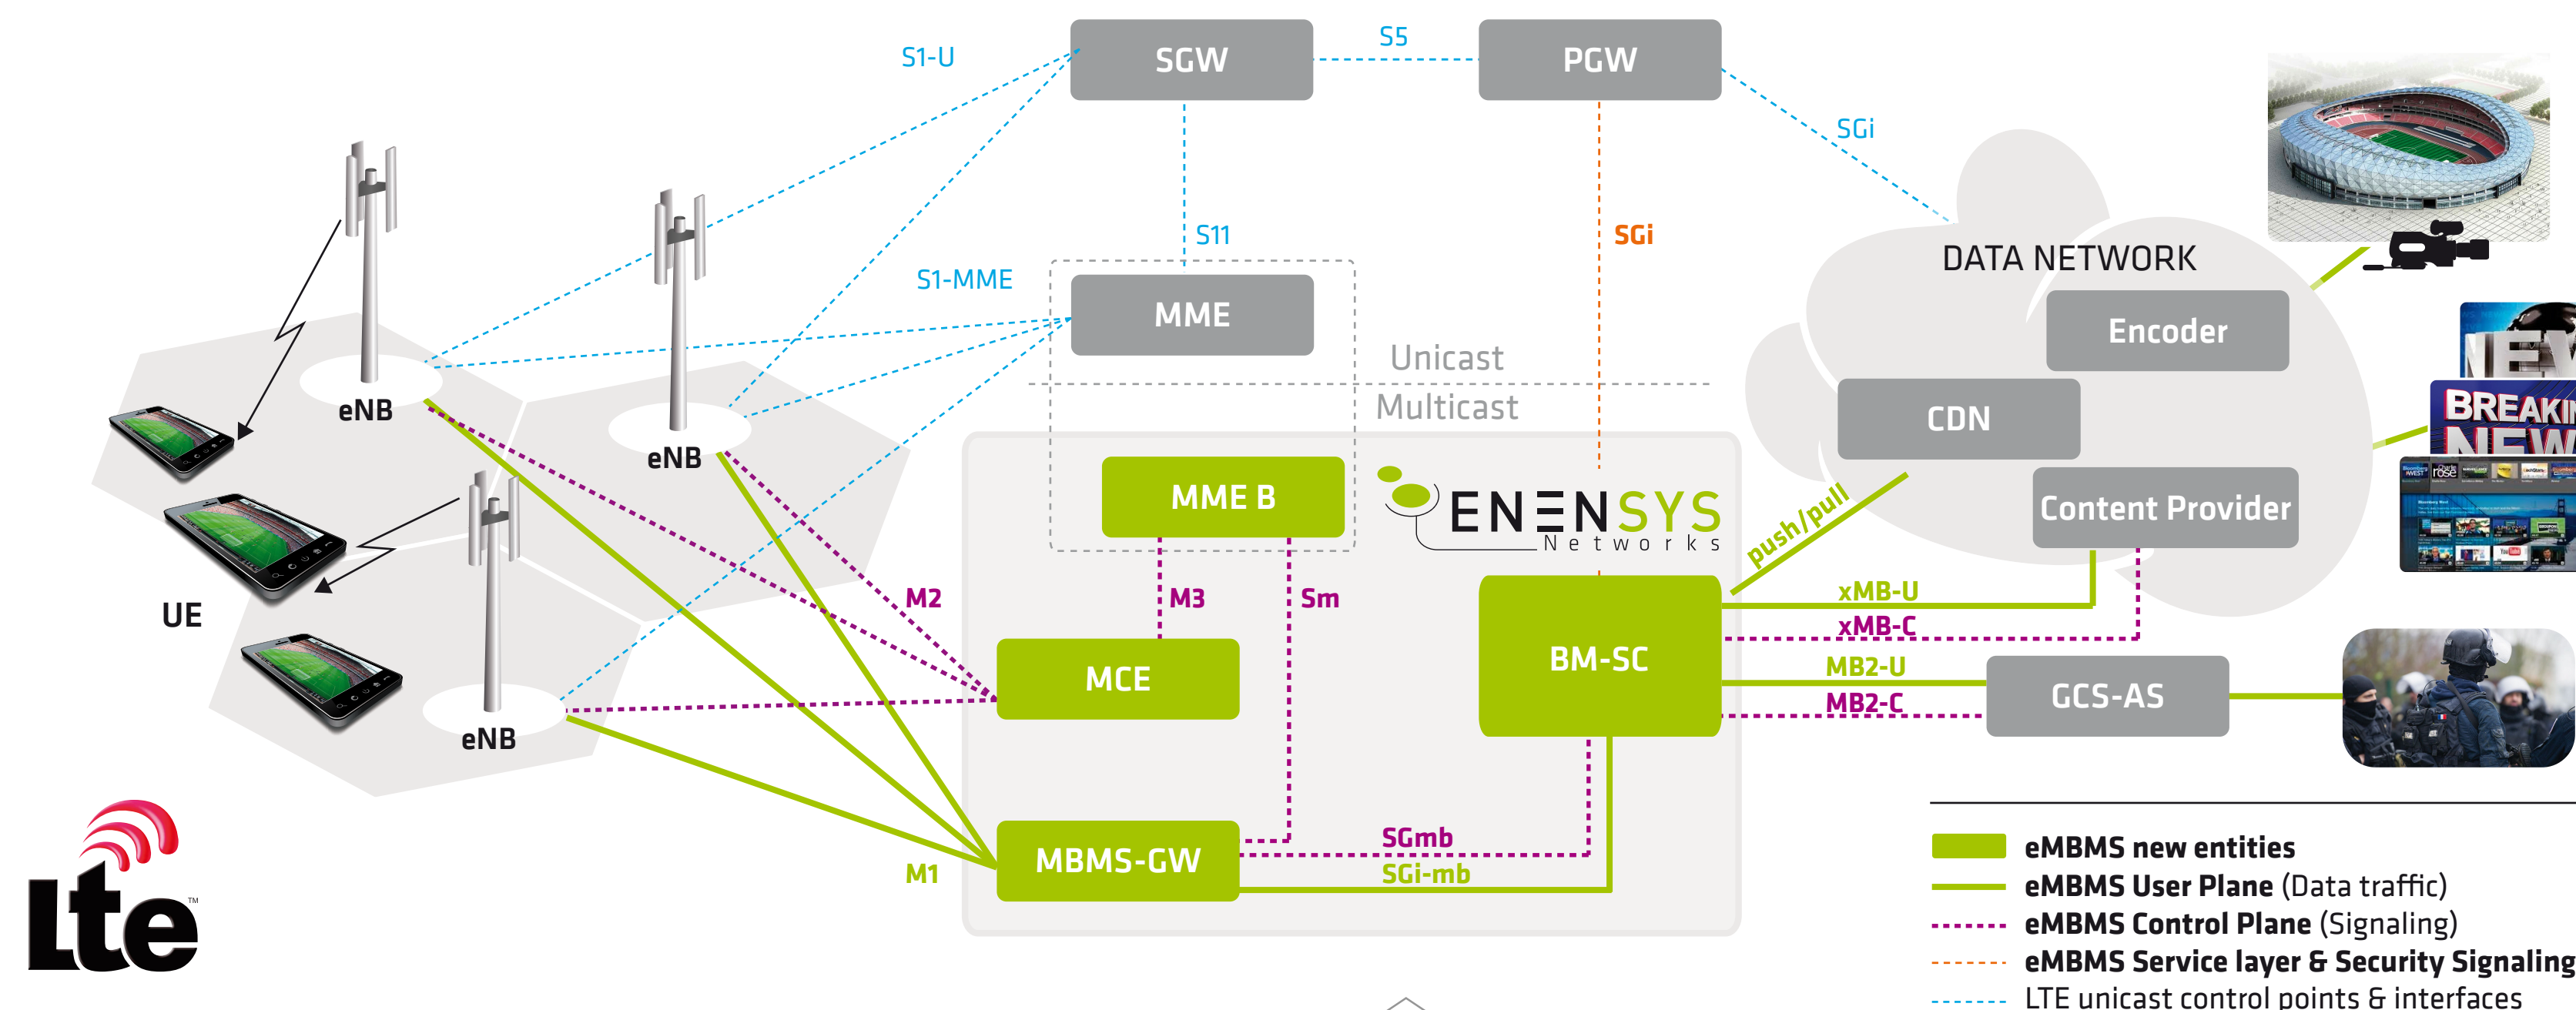 SGW
S5
PGW
S1-U
SGi
S11
SGi
S1-MME
MME
DATA NETWORK
Encoder
Unicast
Multicast
CDN
eNB
eNB
MME B
ENENSYS
Networks
Content Provider
push/pull
BREAKIN
NEW
UE
M2
M3
Sm
xMB-U
xMB-C
BM-SC
MCE
MB2-U
MB2-C
GCS-AS
eNB
MBMS-GW
SGmb
SGi-mb
M1
Lte
™
eMBMS new entities
eMBMS User Plane (Data traffic)
eMBMS Control Plane (Signaling)
eMBMS Service layer & Security Signaling
LTE unicast control points & interfaces